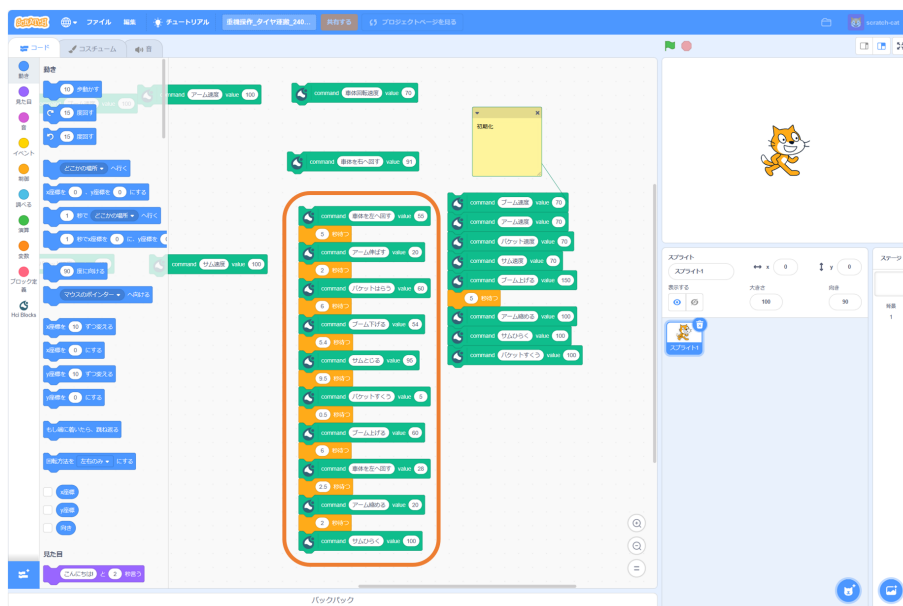 SCRATCH
ファイル
編集
チュートリアル
重機操作_タイヤ積層_240...
共有する
プロジェクトページを見る
scratch-cat
コード
コスチューム
音
動き
見た目
音
イベント
制御
調べる
演算
変数
ブロック定義
Hci Blocks
動き
10 歩動かす
15 度回す
15 度回す
どこかの場所 へ行く
x座標を 0 、y座標を 0 にする
1 秒で どこかの場所 へ行く
1 秒でx座標を 0 に、y座標を
90 度に向ける
マウスのポインター へ向ける
x座標を 10 ずつ変える
x座標を 0 にする
y座標を 10 ずつ変える
y座標を 0 にする
もし端に着いたら、跳ね返る
回転方法を 左右のみ にする
x座標
y座標
向き
見た目
こんにちは! と 2 秒言う
mmand アーム速度 value 100
command 車体回転速度 value 70
初期化
command 車体を右へ回す value 91
command サム速度 value 100
command 車体を左へ回す value 55
5 秒待つ
command アーム伸ばす value 20
2 秒待つ
command バケットはらう value 60
6 秒待つ
command ブーム下げる value 54
5.4 秒待つ
command サムとじる value 95
9.5 秒待つ
command バケットすくう value 5
0.5 秒待つ
command ブーム上げる value 60
6 秒待つ
command 車体を左へ回す value 28
2.5 秒待つ
command アーム縮める value 20
2 秒待つ
command サムひらく value 100
command ブーム速度 value 70
command アーム速度 value 70
command バケット速度 value 70
command サム速度 value 70
command ブーム上げる value 150
5 秒待つ
command アーム縮める value 100
command サムひらく value 100
command バケットすくう value 100
スプライト
スプライト1
x 0
y 0
表示する
大きさ
100
向き
90
スプライト1
ステージ
背景
1
バックパック